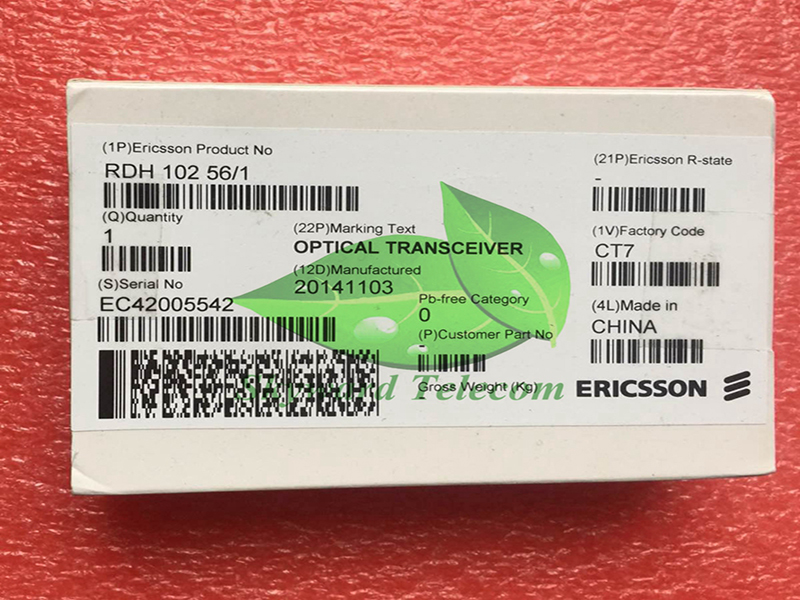 (1P)Ericsson Product No
RDH 102 56/1
(Q)Quantity
1
(S)Serial No
EC42005542
(22P)Marking Text
OPTICAL TRANSCEIVER
(12D)Manufactured
20141103
Pb-free Category
0
(P)Customer Part No
-
Gross Weight (Kg)
(21P)Ericsson R-state
-
(1V)Factory Code
CT7
(4L)Made in
CHINA
ERICSSON
Skyward Telecom